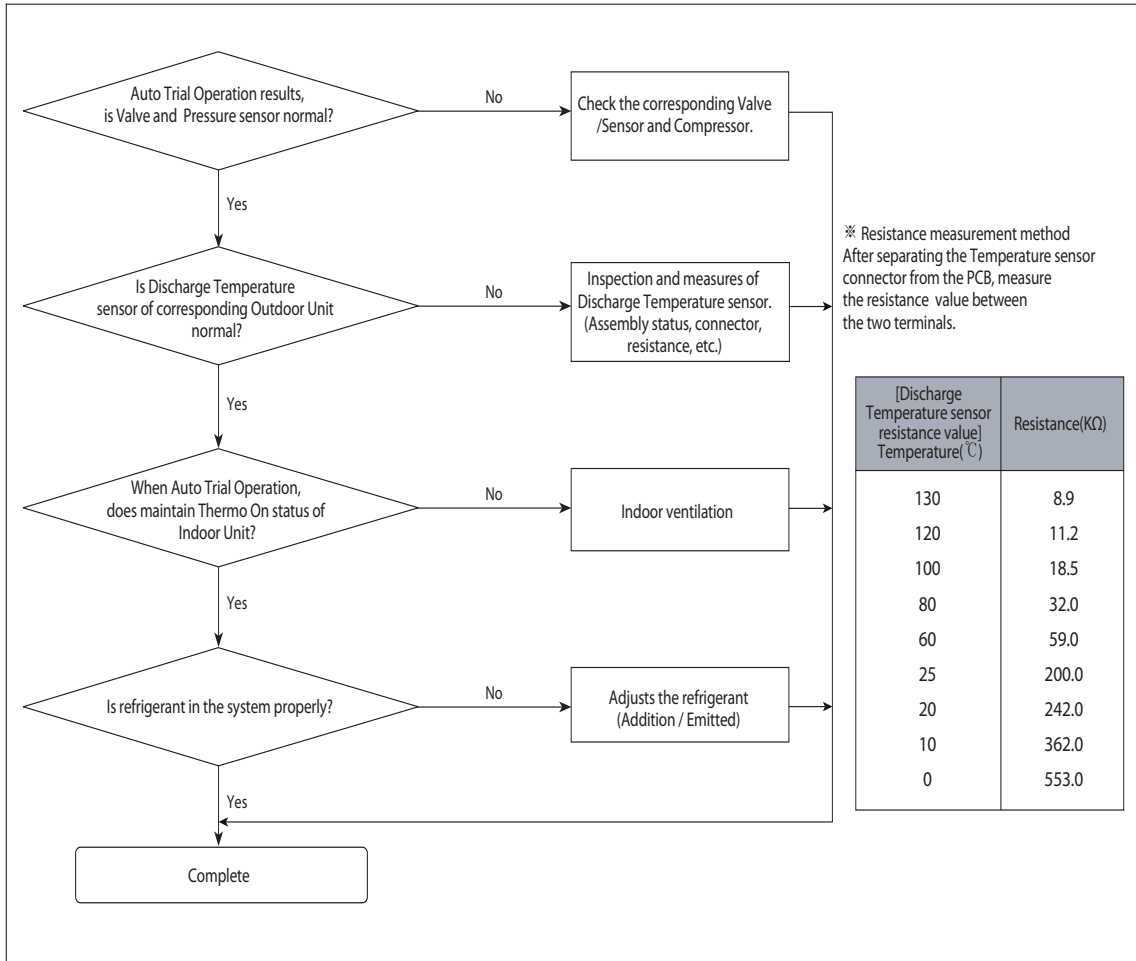 Auto Trial Operation results,
is Valve and Pressure sensor normal?
No
Check the corresponding Valve
/Sensor and Compressor.
Yes
Is Discharge Temperature
sensor of corresponding Outdoor Unit
normal?
No
Inspection and measures of
Discharge Temperature sensor.
(Assembly status, connector,
resistance, etc.)
Yes
When Auto Trial Operation,
does maintain Thermo On status of
Indoor Unit?
No
Indoor ventilation
Yes
Is refrigerant in the system properly?
No
Adjusts the refrigerant
(Addition / Emitted)
Yes
Complete
※ Resistance measurement method
After separating the Temperature sensor
connector from the PCB, measure
the resistance value between
the two terminals.
[Discharge
Temperature sensor
resistance value]
Temperature(℃)
Resistance(KΩ)
130 8.9
120 11.2
100 18.5
80 32.0
60 59.0
25 200.0
20 242.0
10 362.0
0 553.0